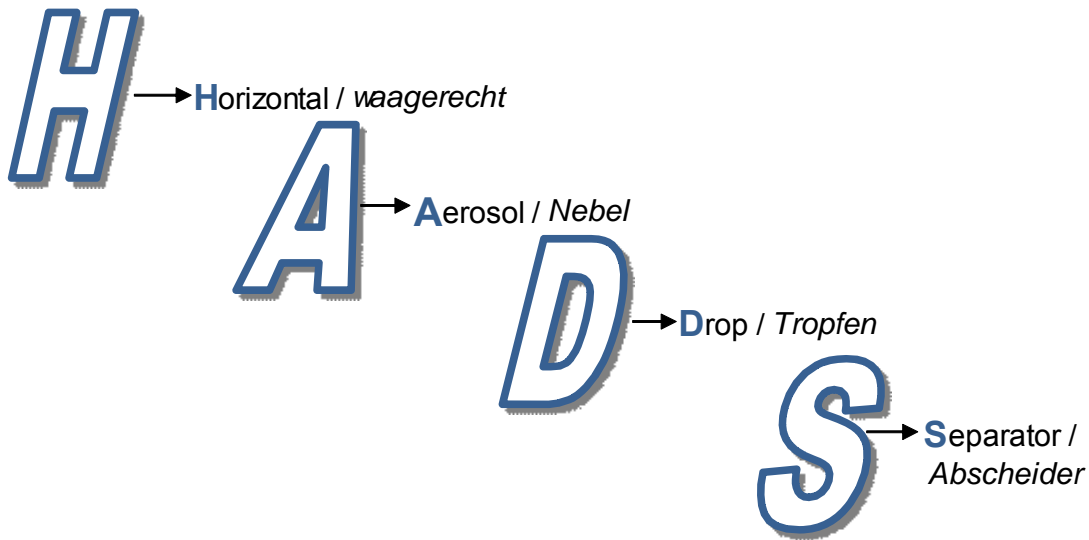 H
Horizontal / waagerecht
A
Aerosol / Nebel
D
Drop / Tropfen
S
Separator /
Abscheider